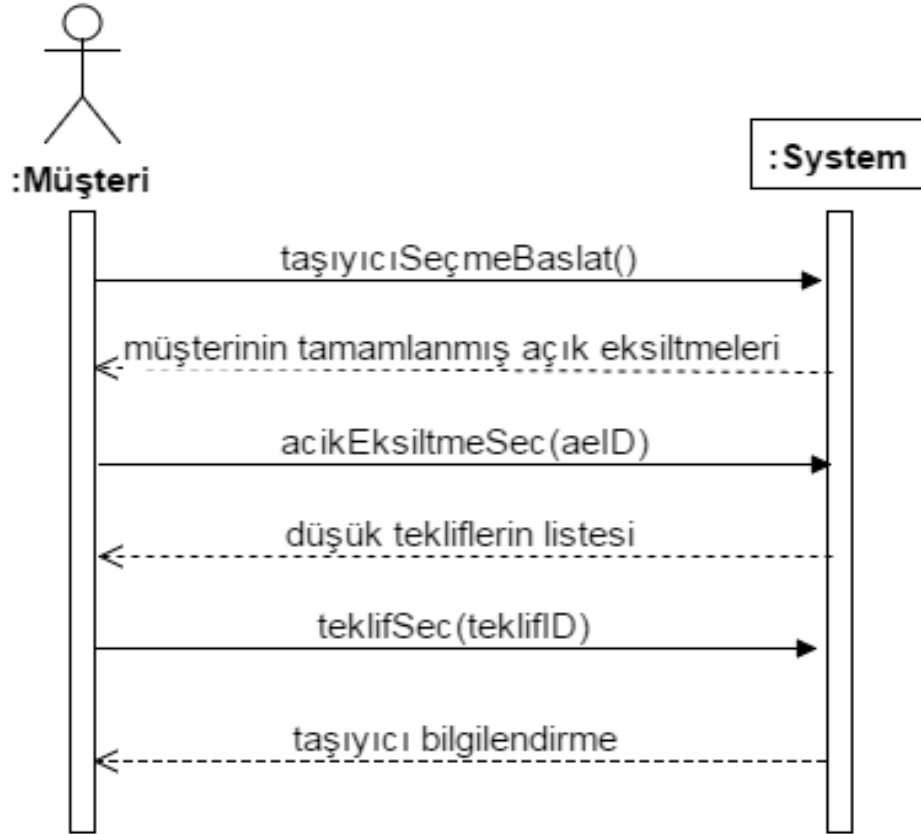 :Müşteri
:System
taşıyıcıSeçmeBaslat()
müşterinin tamamlanmış açık eksiltmeleri
acikEksiltmeSec(aeID)
düşük tekliflerin listesi
teklifSec(teklifID)
taşıyıcı bilgilendirme